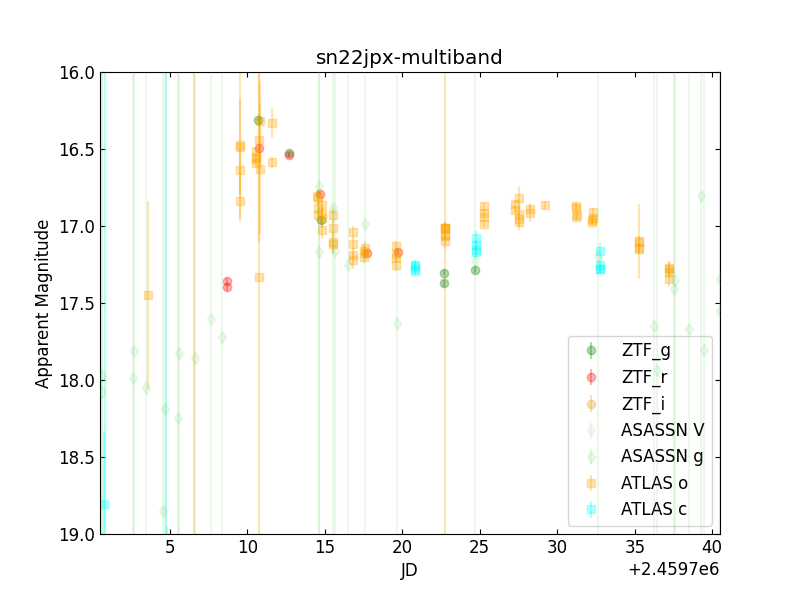 sn22jpx-multiband
Apparent Magnitude
16.0
16.5
17.0
17.5
18.0
18.5
19.0
ZTF_g
ZTF_r
ZTF_i
ASASSN V
ASASSN g
ATLAS o
ATLAS c
5 10 15 20 25 30 35 40
JD
+2.4597e6